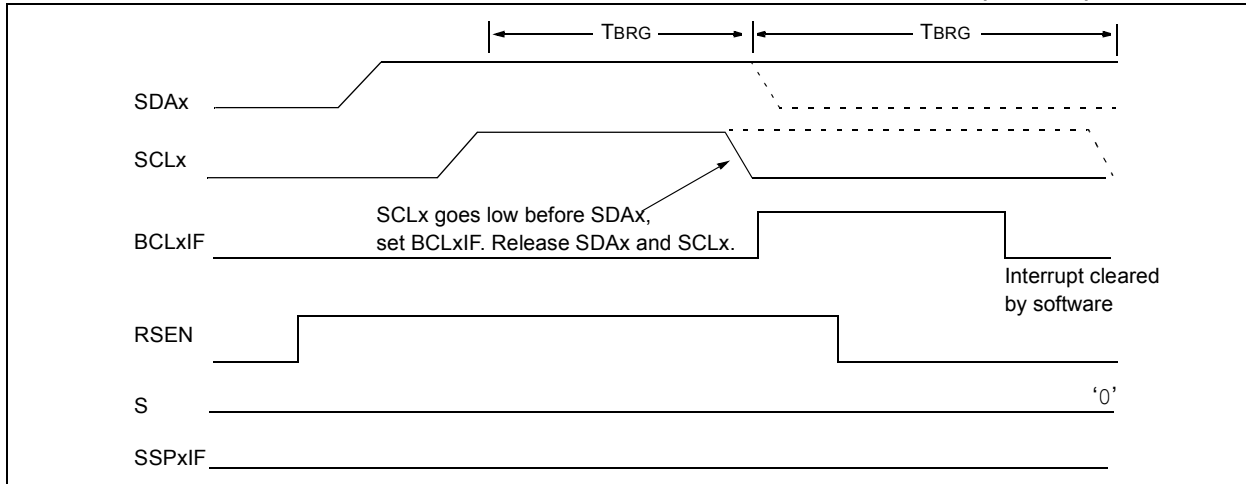 TBRG
TBRG
SDAx
SCLx
SCLx goes low before SDAx,
set BCLxIF. Release SDAx and SCLx.
BCLxIF
Interrupt cleared
by software
RSEN
S
‘0’
SSPxIF